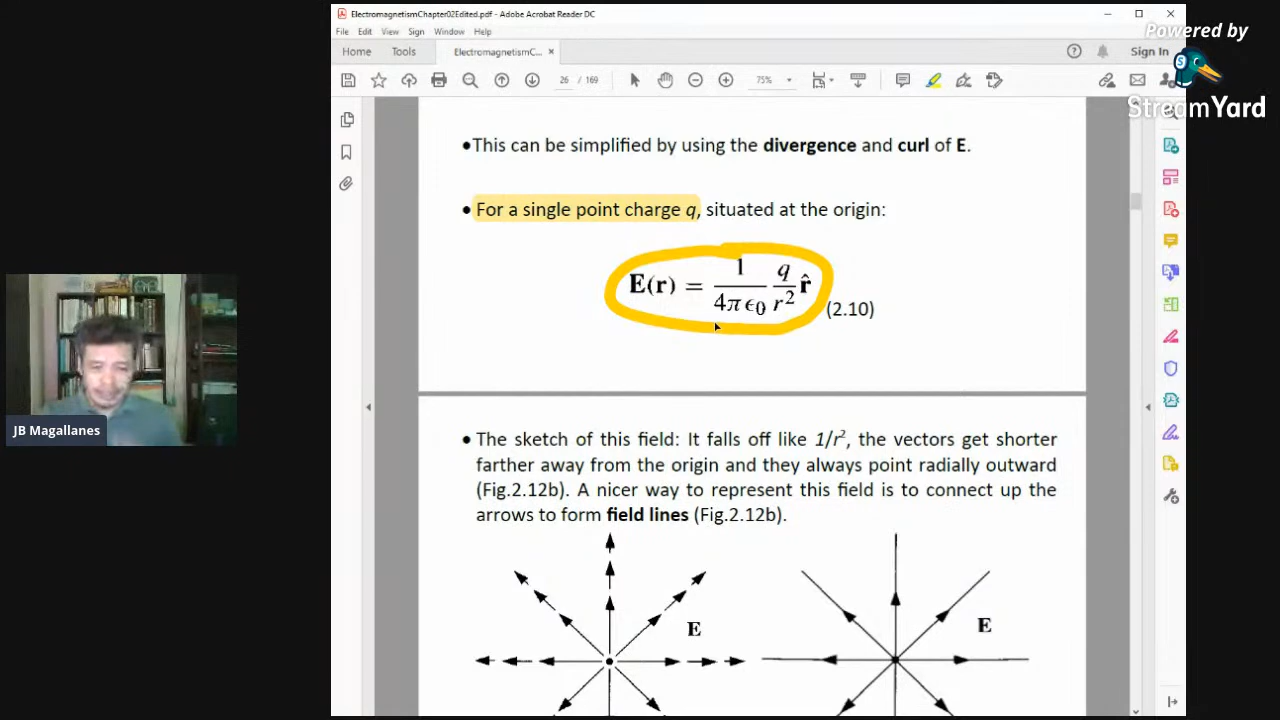 ElectromagnetismChapter02Edited.pdf - Adobe Acrobat Reader DC
File Edit View Sign Window Help
Home Tools ElectromagnetismC... × Sign In
26 / 169 75%
Powered by
StreamYard
•This can be simplified by using the divergence and curl of E.
• For a single point charge q, situated at the origin:
E(r) = 1/(4π ϵ₀) q/r² r̂ (2.10)
• The sketch of this field: It falls off like 1/r², the vectors get shorter
farther away from the origin and they always point radially outward
(Fig.2.12b). A nicer way to represent this field is to connect up the
arrows to form field lines (Fig.2.12b).
E
E
JB Magallanes